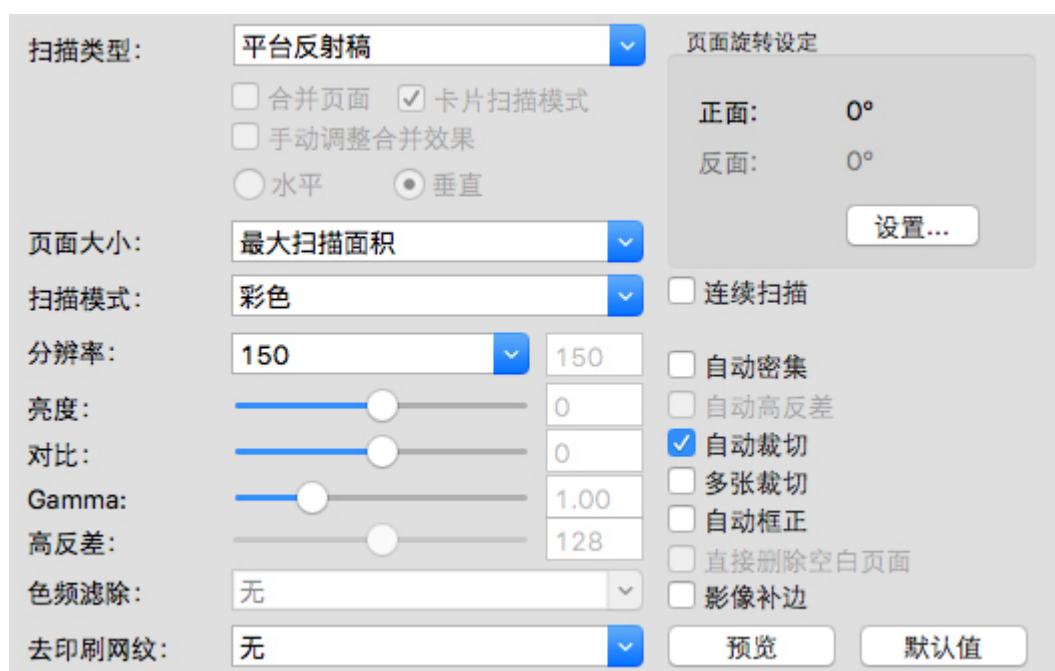 扫描类型: 平台反射稿
合并页面 卡片扫描模式
手动调整合并效果
水平 垂直
页面大小: 最大扫描面积
扫描模式: 彩色
分辨率: 150 150
亮度: 0
对比: 0
Gamma: 1.00
高反差: 128
色频滤除: 无
去印刷网纹: 无
页面旋转设定
正面: 0°
反面: 0°
设置...
连续扫描
自动密集
自动高反差
自动裁切
多张裁切
自动框正
直接删除空白页面
影像补边
预览 默认值